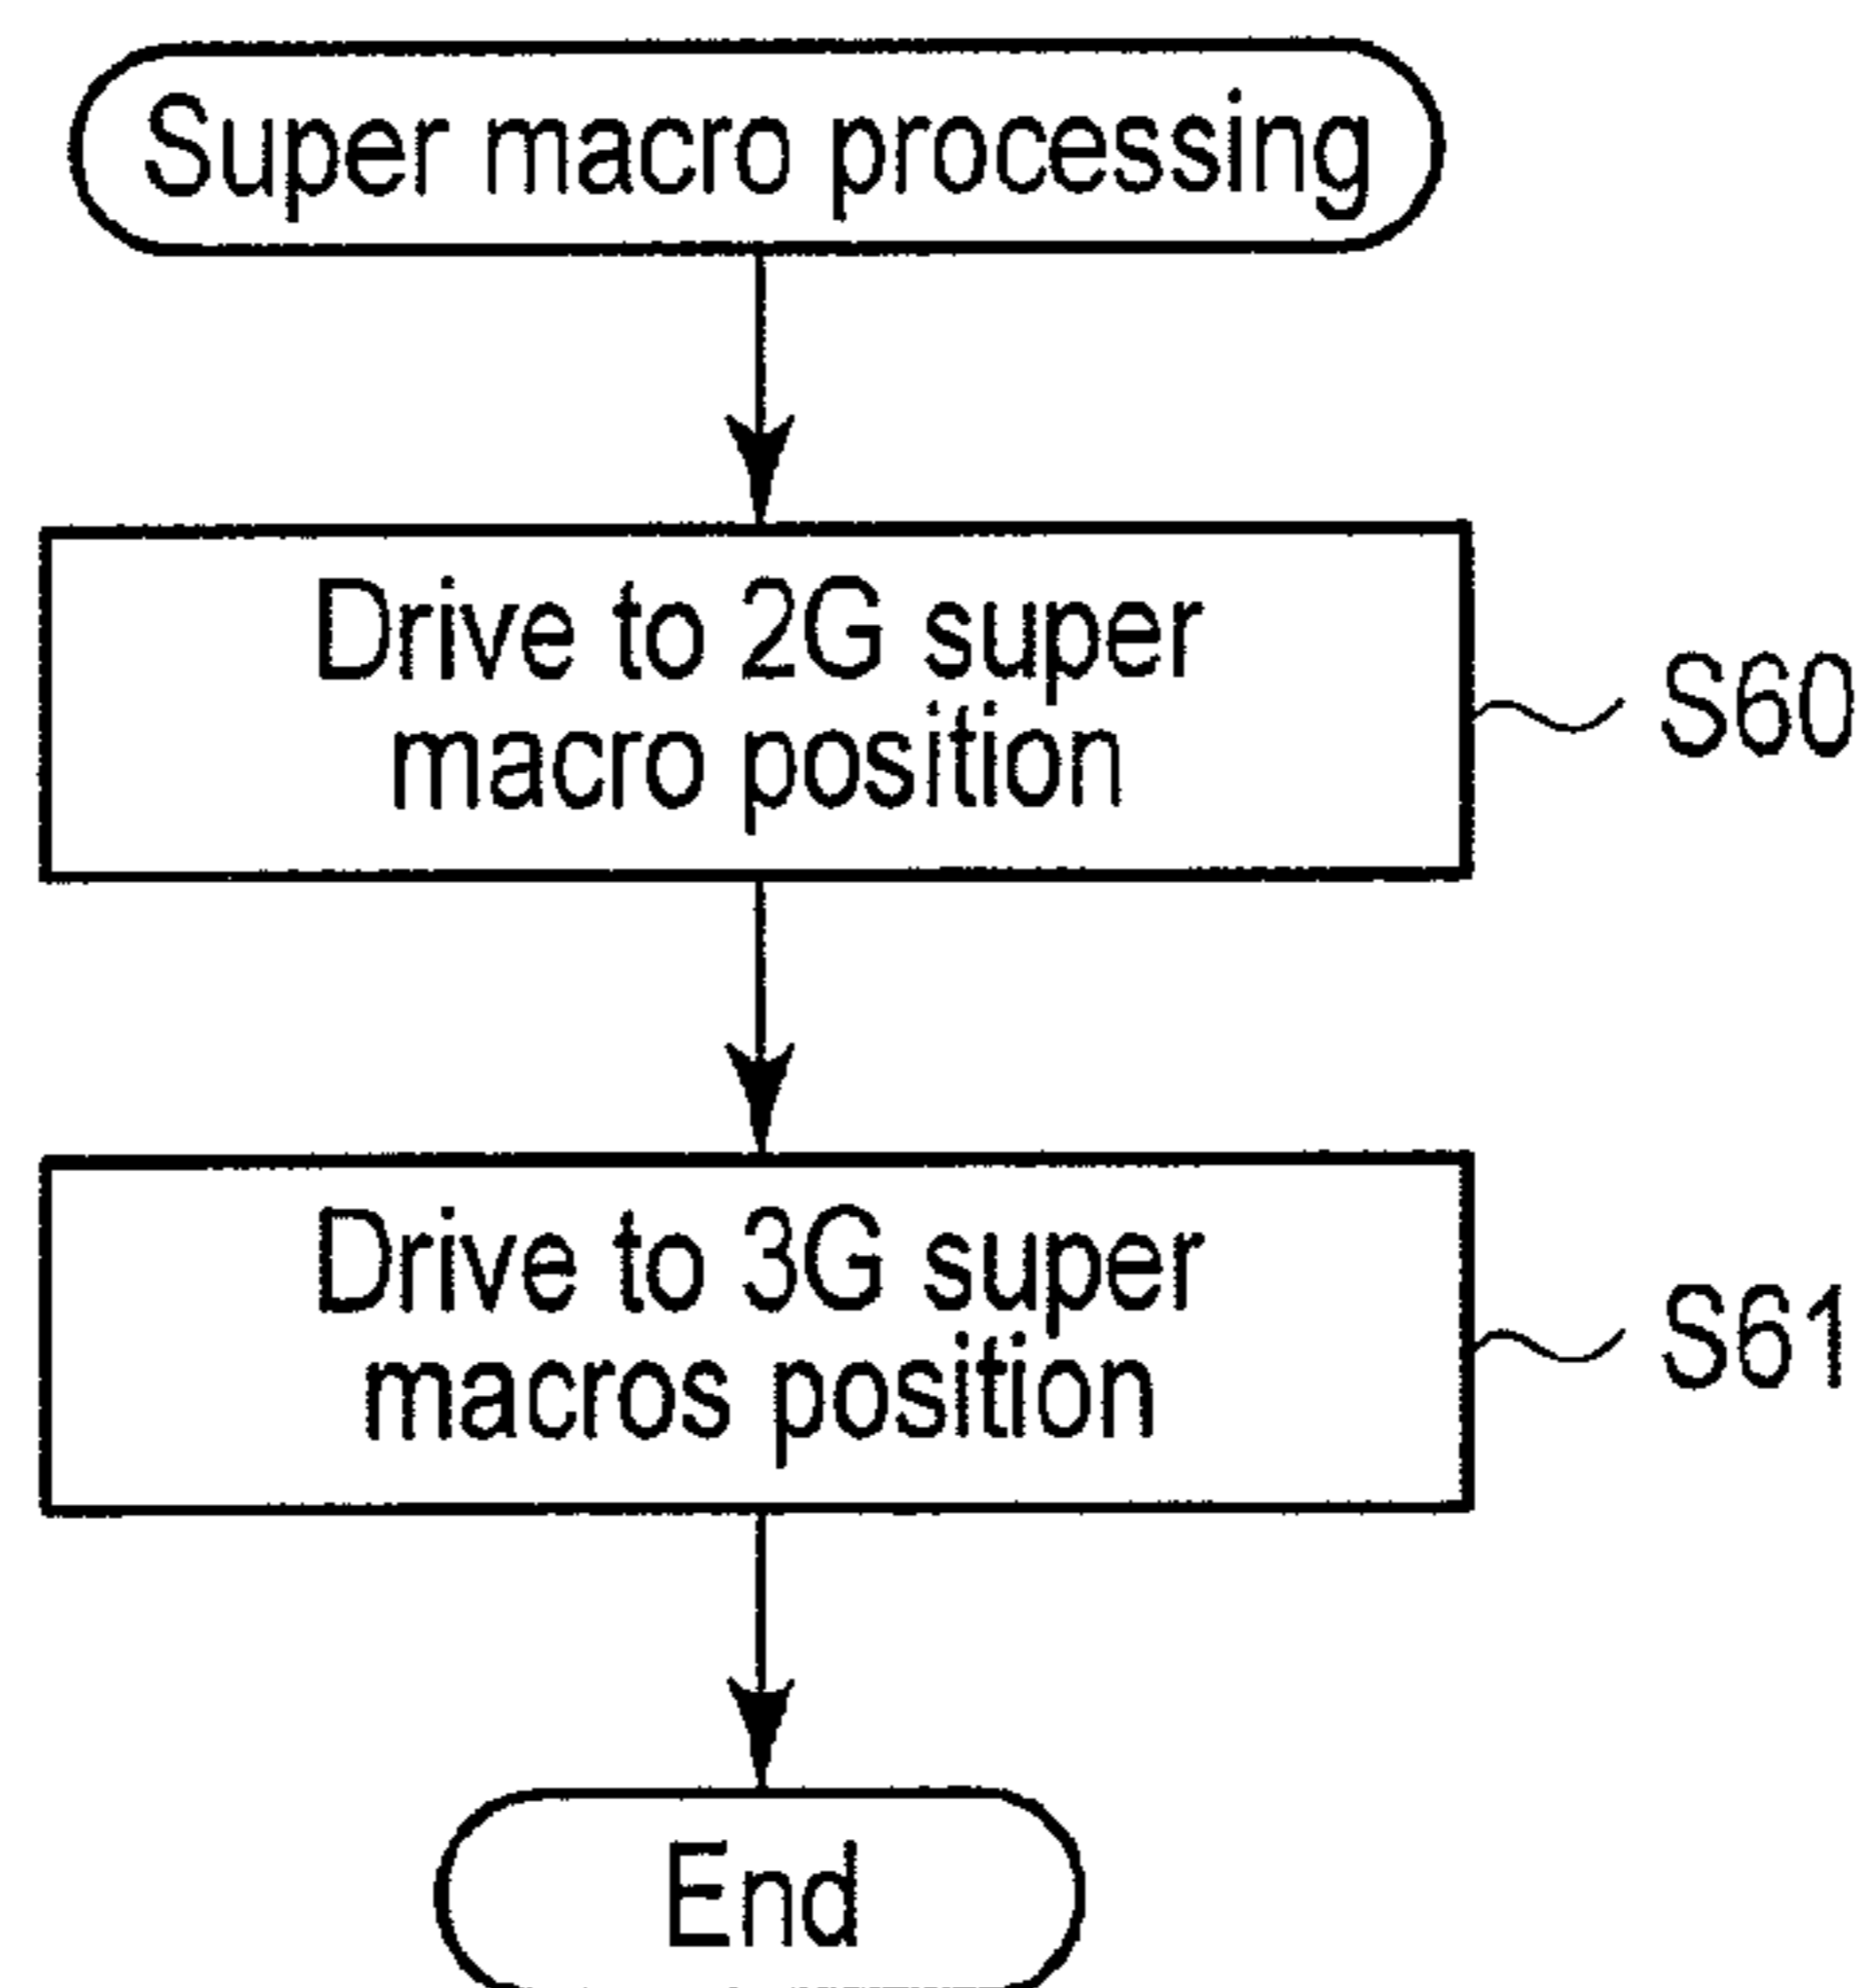 Super macro processing
Drive to 2G super
macro position
S60
Drive to 3G super
macros position
S61
End